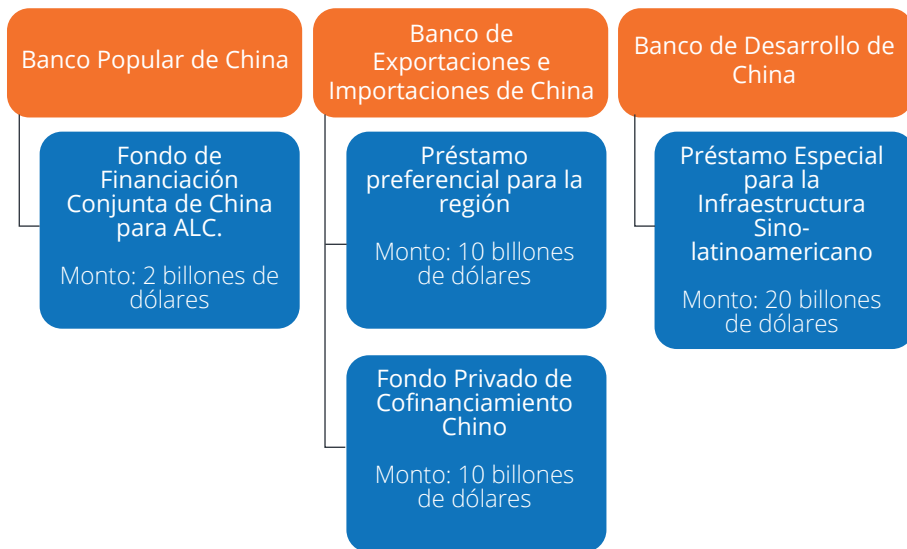 Banco Popular de China
Banco de
Exportaciones e
Importaciones de China
Banco de Desarrollo de
China
Fondo de
Financiación
Conjunta de China
para ALC.
Monto: 2 billones de
dólares
Préstamo
preferencial para la
región
Monto: 10 bIllones
de dólares
Fondo Privado de
Cofinanciamiento
Chino
Monto: 10 billones
de dólares
Préstamo Especial
para la
Infraestructura
Sino-
latinoamericano
Monto: 20 billones
de dólares